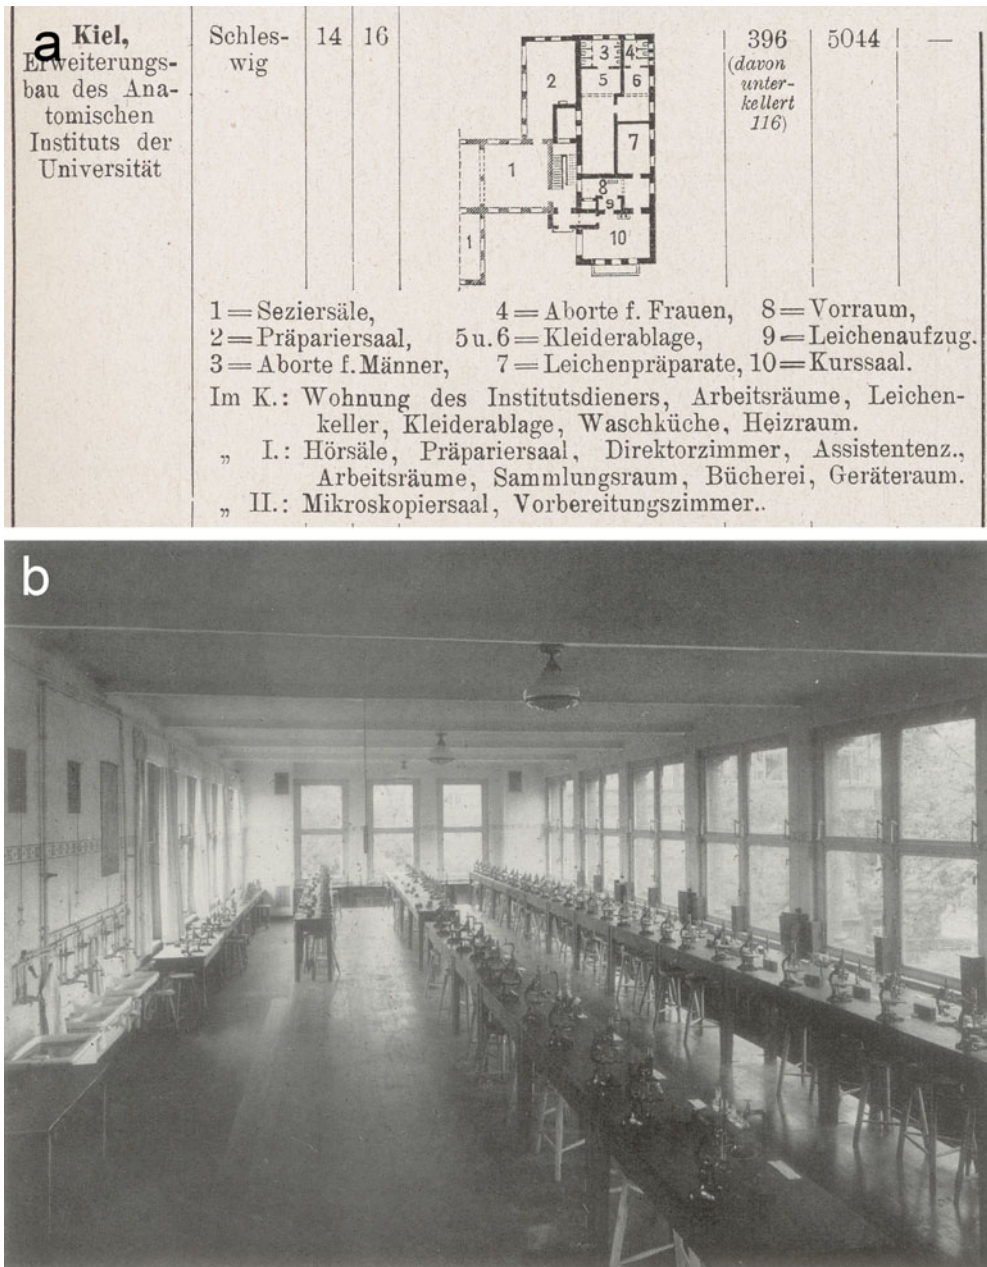 a
Kiel,
Erweiterungs-
bau des Ana-
tomischen
Instituts der
Universität
Schles-
wig
14 16
3 4
2 5 6
1 7
8
9
1 10
396
(davon
unter-
kellert
116)
5044
—
1 = Seziersäle, 4 = Aborte f. Frauen, 8 = Vorraum,
2 = Präpariersaal, 5 u. 6 = Kleiderablage, 9 = Leichenaufzug.
3 = Aborte f. Männer, 7 = Leichenpräparate, 10 = Kurssaal.
Im K.: Wohnung des Institutsdieners, Arbeitsräume, Leichen-
keller, Kleiderablage, Waschküche, Heizraum.
„ I.: Hörsäle, Präpariersaal, Direktorzimmer, Assistentenz.,
Arbeitsräume, Sammlungsraum, Bücherei, Geräteraum.
„ II.: Mikroskopiersaal, Vorbereitungszimmer..
b